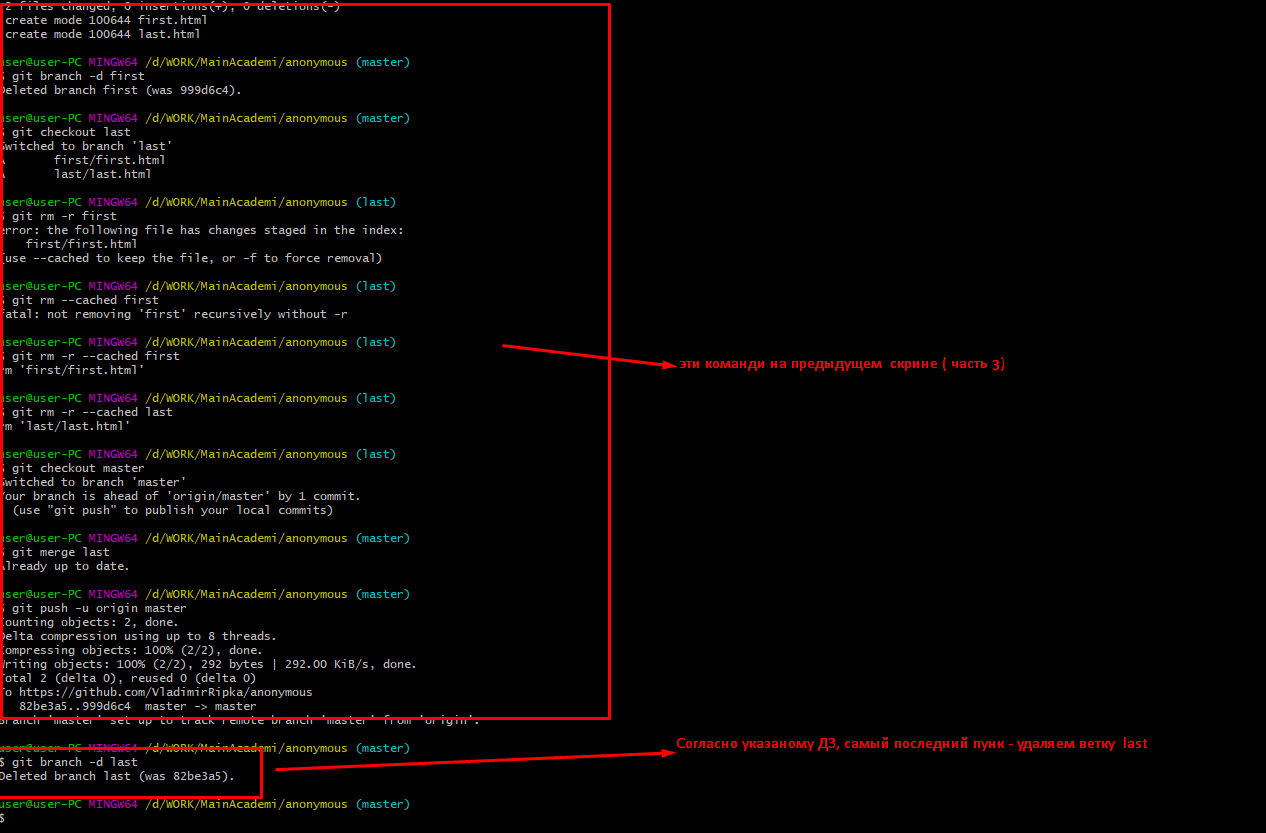 2 files changed, 0 insertions(+), 0 deletions(-)
create mode 100644 first.html
create mode 100644 last.html
user@user-PC MINGW64 /d/WORK/MainAcademi/anonymous (master)
$ git branch -d first
Deleted branch first (was 999d6c4).
user@user-PC MINGW64 /d/WORK/MainAcademi/anonymous (master)
$ git checkout last
Switched to branch 'last'
A first/first.html
A last/last.html
user@user-PC MINGW64 /d/WORK/MainAcademi/anonymous (last)
$ git rm -r first
error: the following file has changes staged in the index:
first/first.html
(use --cached to keep the file, or -f to force removal)
user@user-PC MINGW64 /d/WORK/MainAcademi/anonymous (last)
$ git rm --cached first
fatal: not removing 'first' recursively without -r
user@user-PC MINGW64 /d/WORK/MainAcademi/anonymous (last)
$ git rm -r --cached first
rm 'first/first.html'
эти команди на предыдущем скрине ( часть 3)
user@user-PC MINGW64 /d/WORK/MainAcademi/anonymous (last)
$ git rm -r --cached last
rm 'last/last.html'
user@user-PC MINGW64 /d/WORK/MainAcademi/anonymous (last)
$ git checkout master
Switched to branch 'master'
Your branch is ahead of 'origin/master' by 1 commit.
(use "git push" to publish your local commits)
user@user-PC MINGW64 /d/WORK/MainAcademi/anonymous (master)
$ git merge last
Already up to date.
user@user-PC MINGW64 /d/WORK/MainAcademi/anonymous (master)
$ git push -u origin master
Counting objects: 2, done.
Delta compression using up to 8 threads.
Compressing objects: 100% (2/2), done.
Writing objects: 100% (2/2), 292 bytes | 292.00 KiB/s, done.
Total 2 (delta 0), reused 0 (delta 0)
To https://github.com/VladimirRipka/anonymous
82be3a5..999d6c4 master -> master
Branch 'master' set up to track remote branch 'master' from 'origin'.
user@user-PC MINGW64 /d/WORK/MainAcademi/anonymous (master)
$ git branch -d last
Deleted branch last (was 82be3a5).
Согласно указаному ДЗ, самый последний пунк - удаляем ветку last
user@user-PC MINGW64 /d/WORK/MainAcademi/anonymous (master)
$